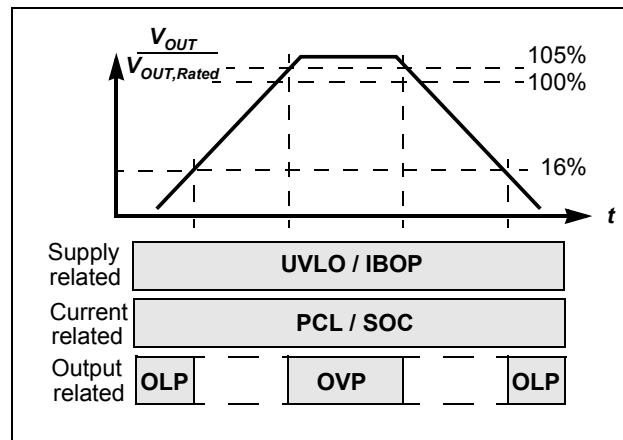 V_OUT
V_OUT,Rated
105%
100%
16%
t
Supply related
UVLO / IBOP
Current related
PCL / SOC
Output related
OLP
OVP
OLP